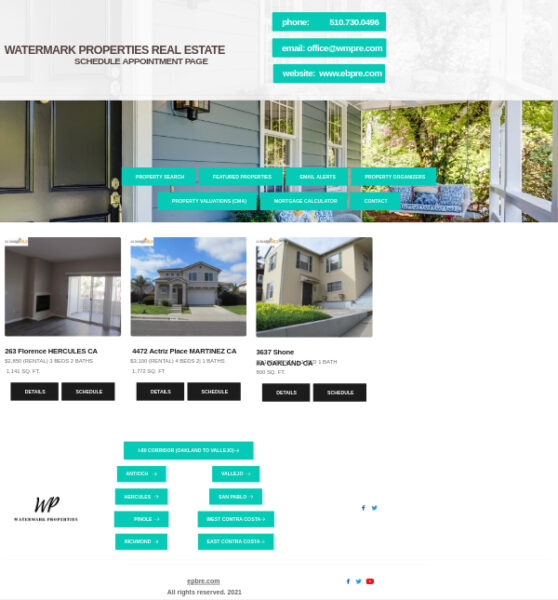 phone: 510.730.0496
WATERMARK PROPERTIES REAL ESTATE
email: office@wmpre.com
SCHEDULE APPOINTMENT PAGE
website: www.ebpre.com
PROPERTY SEARCH
FEATURED PROPERTIES
EMAIL ALERTS
PROPERTY ORGANIZERS
PROPERTY VALUATIONS (CMA)
MORTGAGE CALCULATOR
CONTACT
263 Florence HERCULES CA
$2,850 (RENTAL) 3 BEDS 2 BATHS
1,141 SQ. FT.
DETAILS
SCHEDULE
4472 Actriz Place MARTINEZ CA
$3,100 (RENTAL) 4 BEDS 2| 1 BATHS
1,772 SQ. FT.
DETAILS
SCHEDULE
3637 Shone
OAKLAND CA
1 BATH
800 SQ. FT.
DETAILS
SCHEDULE
I-80 CORRIDOR (OAKLAND TO VALLEJO)->
ANTIOCH ->
VALLEJO ->
HERCULES ->
SAN PABLO ->
PINOLE ->
WEST CONTRA COSTA->
RICHMOND ->
EAST CONTRA COSTA->
WP
WATERMARK PROPERTIES
epbre.com
All rights reserved. 2021